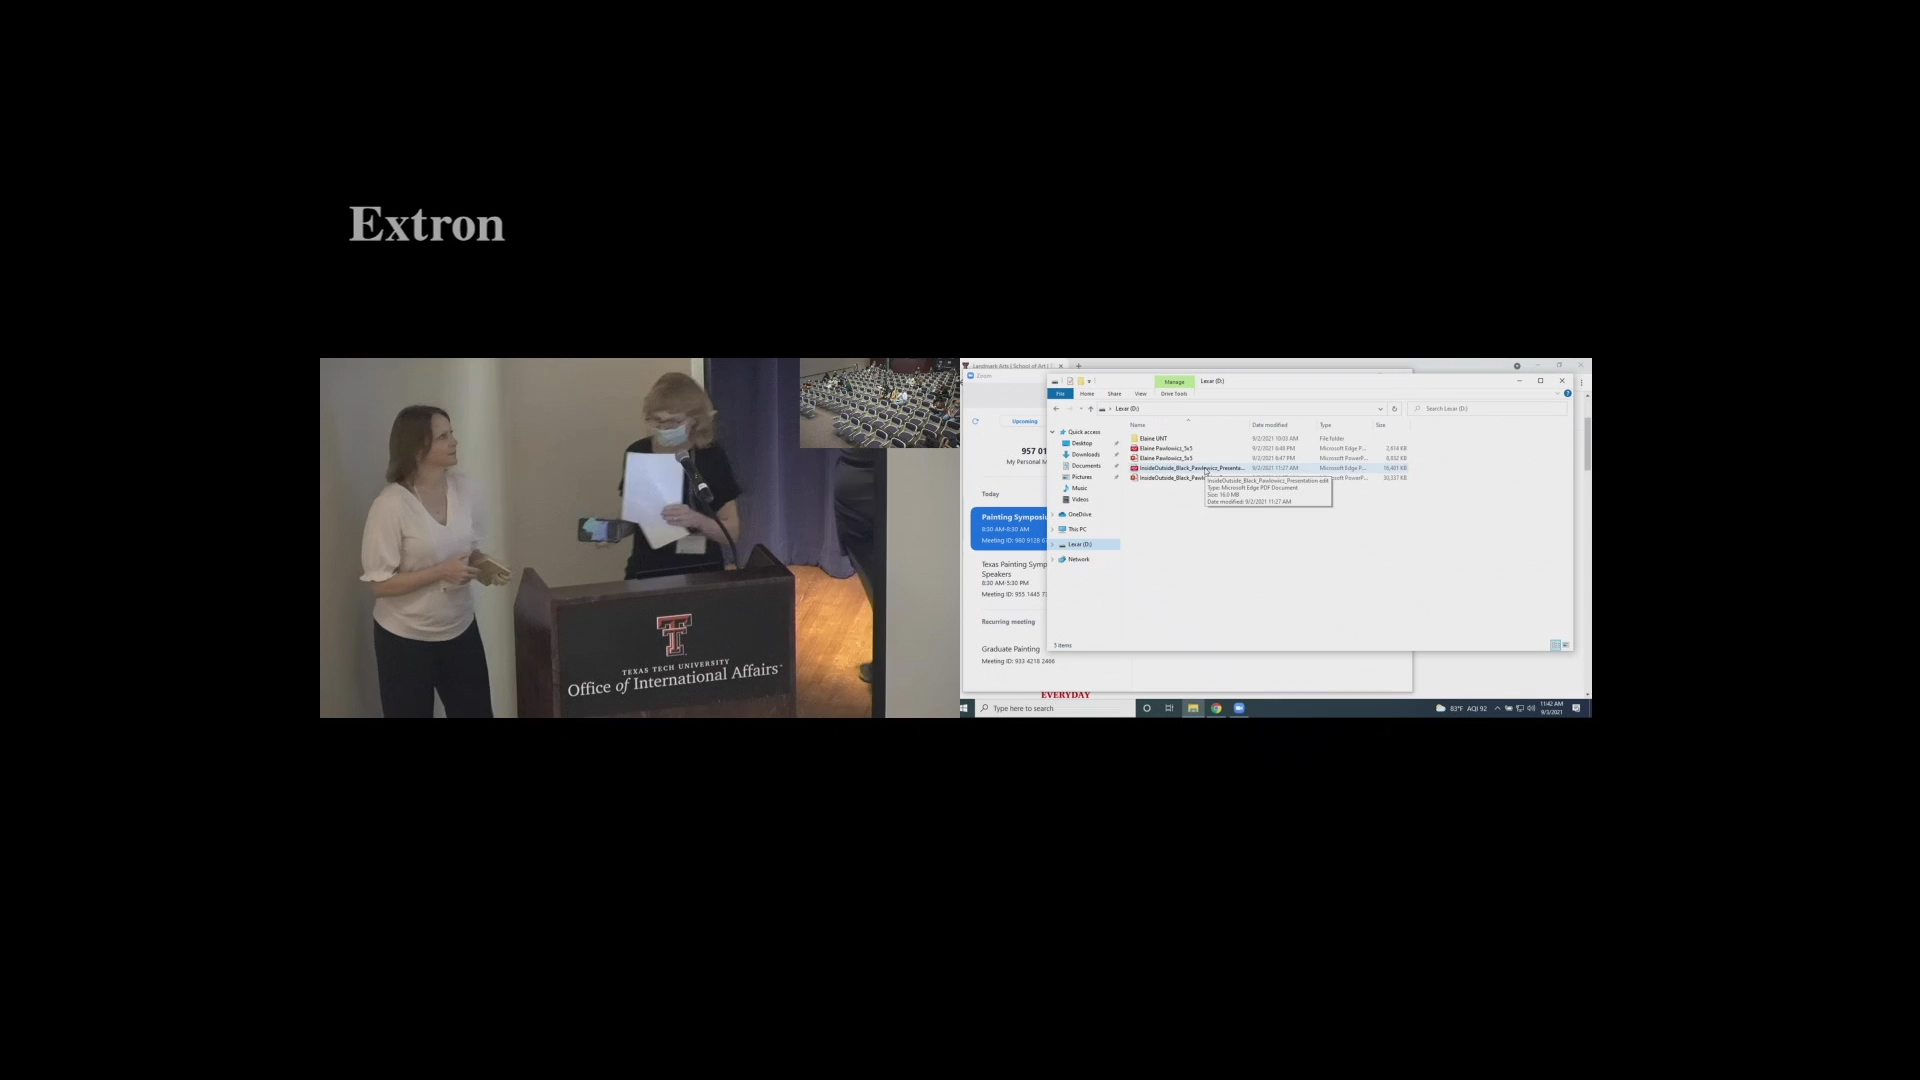 Extron
TEXAS TECH UNIVERSITY
Office of International Affairs
Landmark Arts | School of Art |
Zoom
Upcoming
957 01
My Personal M
Today
Painting Symposiu
8:30 AM-8:30 AM
Meeting ID: 980 9128 6
Texas Painting Symp
Speakers
8:30 AM-5:30 PM
Meeting ID: 955 1445 7
Recurring meeting
Graduate Painting
Meeting ID: 933 4218 2466
EVERYDAY
Manage
Lexar (D:)
File
Home
Share
View
Drive Tools
Lexar (D:)
Search Lexar (D:)
Quick access
Desktop
Downloads
Documents
Pictures
Music
Videos
OneDrive
This PC
Lexar (D:)
Network
Name Date modified Type Size
Elaine UNT 9/2/2021 10:03 AM File folder
Elaine Pawlowicz_5x5 9/2/2021 6:48 PM Microsoft Edge P... 2,614 KB
Elaine Pawlowicz_5x5 9/2/2021 6:47 PM Microsoft PowerP... 8,802 KB
InsideOutside_Black_Pawlowicz_Presenta... 9/2/2021 11:27 AM Microsoft Edge P... 16,401 KB
InsideOutside_Black_Pawlo osoft PowerP... 30,337 KB
InsideOutside_Black_Pawlowicz_Presentation edit
Type: Microsoft Edge PDF Document
Size: 16.0 MB
Date modified: 9/2/2021 11:27 AM
5 items
Type here to search
83°F AQI 92
11:42 AM
9/3/2021